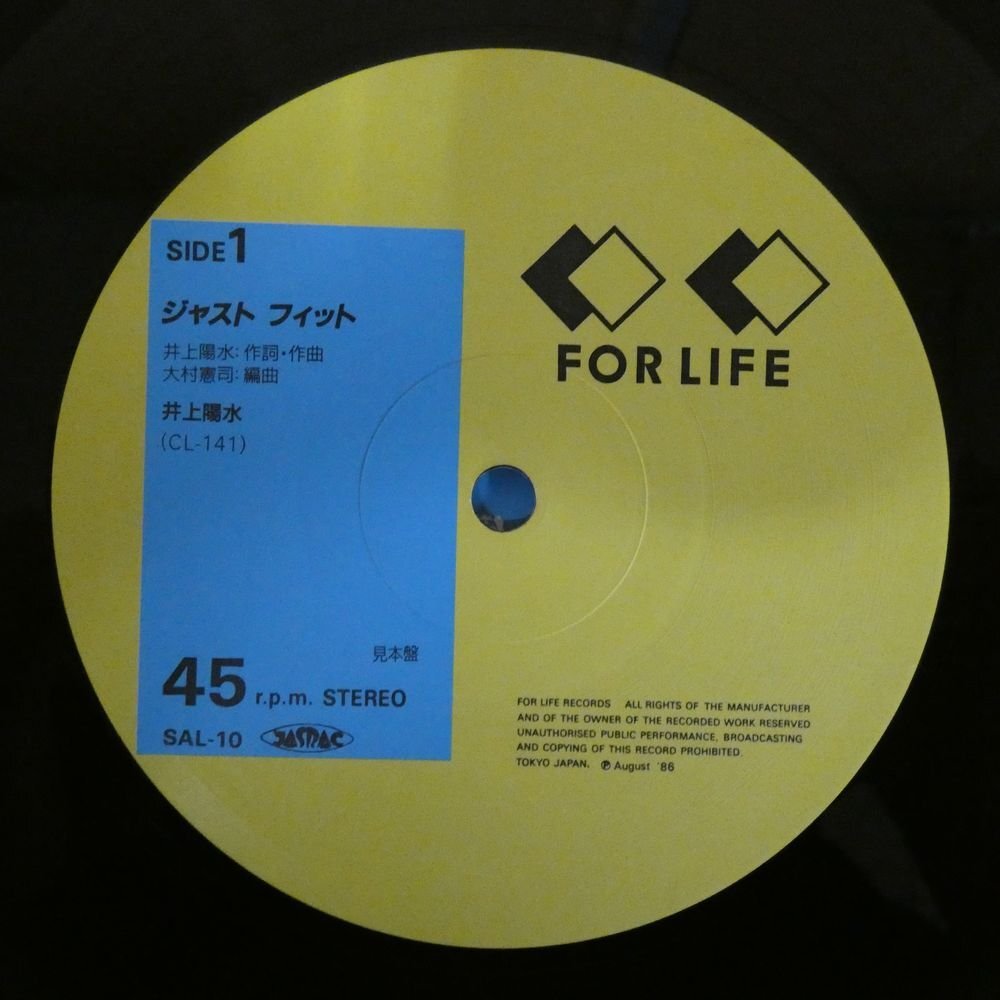 SIDE 1
ジャスト フィット
井上陽水: 作詞・作曲
大村憲司: 編曲
井上陽水
(CL-141)
見本盤
45 r.p.m. STEREO
SAL-10 JASRAC
FOR LIFE
FOR LIFE RECORDS ALL RIGHTS OF THE MANUFACTURER
AND OF THE OWNER OF THE RECORDED WORK RESERVED
UNAUTHORISED PUBLIC PERFORMANCE, BROADCASTING
AND COPYING OF THIS RECORD PROHIBITED.
TOKYO JAPAN. ℗ August '86